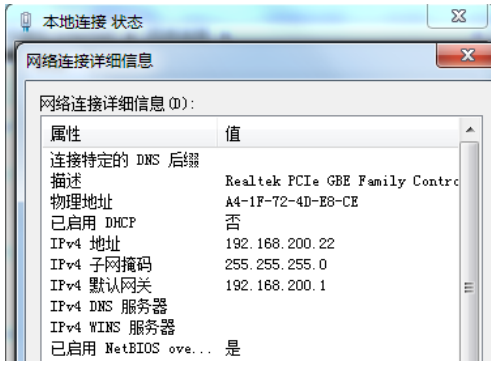 本地连接 状态
网络连接详细信息
网络连接详细信息(D):
属性 值
连接特定的 DNS 后缀
描述 Realtek PCIe GBE Family Contro
物理地址 A4-1F-72-4D-E8-CE
已启用 DHCP 否
IPv4 地址 192.168.200.22
IPv4 子网掩码 255.255.255.0
IPv4 默认网关 192.168.200.1
IPv4 DNS 服务器
IPv4 WINS 服务器
已启用 NetBIOS ove... 是